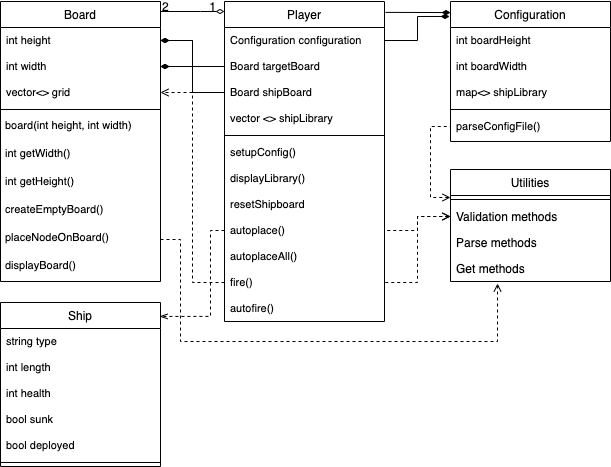 Board
int height
int width
vector<> grid
board(int height, int width)
int getWidth()
int getHeight()
createEmptyBoard()
placeNodeOnBoard()
displayBoard()
2
1
Player
Configuration configuration
Board targetBoard
Board shipBoard
vector <> shipLibrary
setupConfig()
displayLibrary()
resetShipboard
autoplace()
autoplaceAll()
fire()
autofire()
Configuration
int boardHeight
int boardWidth
map<> shipLibrary
parseConfigFile()
Utilities
Validation methods
Parse methods
Get methods
Ship
string type
int length
int health
bool sunk
bool deployed